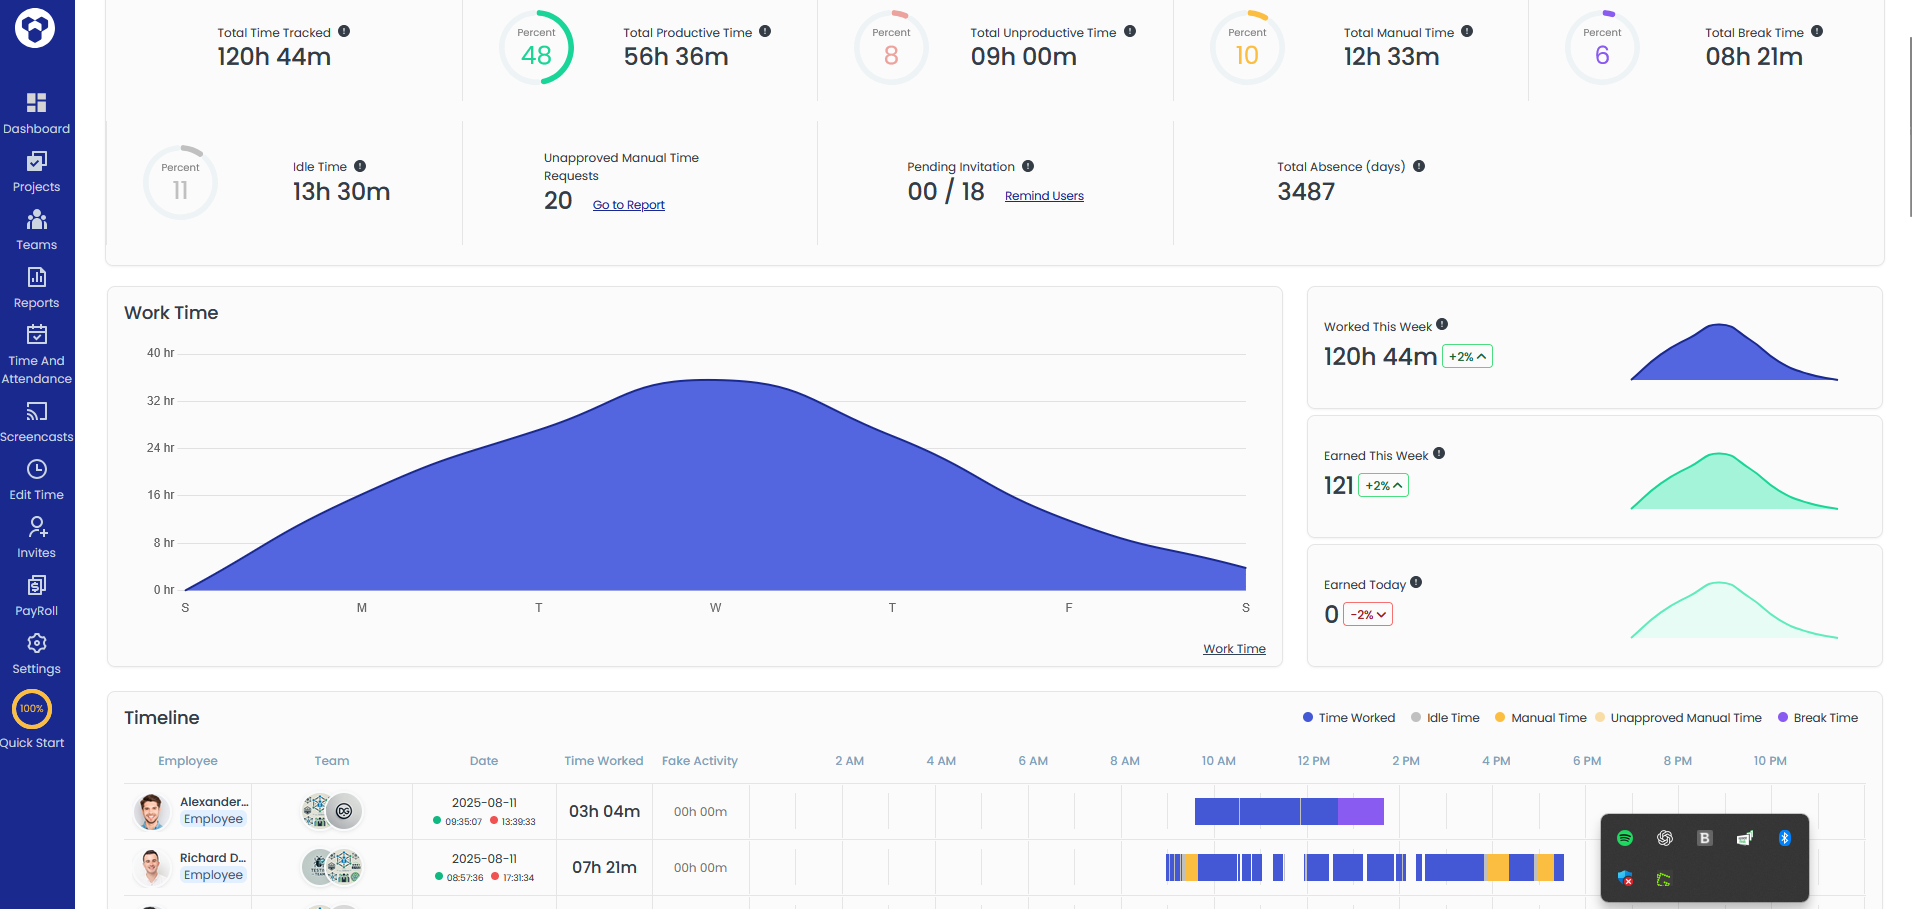 Total Time Tracked
120h 44m
Percent
48
Total Productive Time
56h 36m
Percent
8
Total Unproductive Time
09h 00m
Percent
10
Total Manual Time
12h 33m
Percent
6
Total Break Time
08h 21m
Percent
11
Idle Time
13h 30m
Unapproved Manual Time
Requests
20 Go to Report
Pending Invitation
00 / 18 Remind Users
Total Absence (days)
3487
Dashboard
Projects
Teams
Reports
Time And
Attendance
Screencasts
Edit Time
Invites
PayRoll
Settings
100%
Quick Start
Work Time
40 hr
32 hr
24 hr
16 hr
8 hr
0 hr
S M T W T F S
Work Time
Worked This Week
120h 44m +2%
Earned This Week
121 +2%
Earned Today
0 -2%
Timeline
Time Worked Idle Time Manual Time Unapproved Manual Time Break Time
Employee Team Date Time Worked Fake Activity 2 AM 4 AM 6 AM 8 AM 10 AM 12 PM 2 PM 4 PM 6 PM 8 PM 10 PM
Alexander...
Employee
DG
2025-08-11
09:35:07 13:39:33
03h 04m
00h 00m
Richard D...
Employee
2025-08-11
08:57:36 17:31:34
07h 21m
00h 00m
B